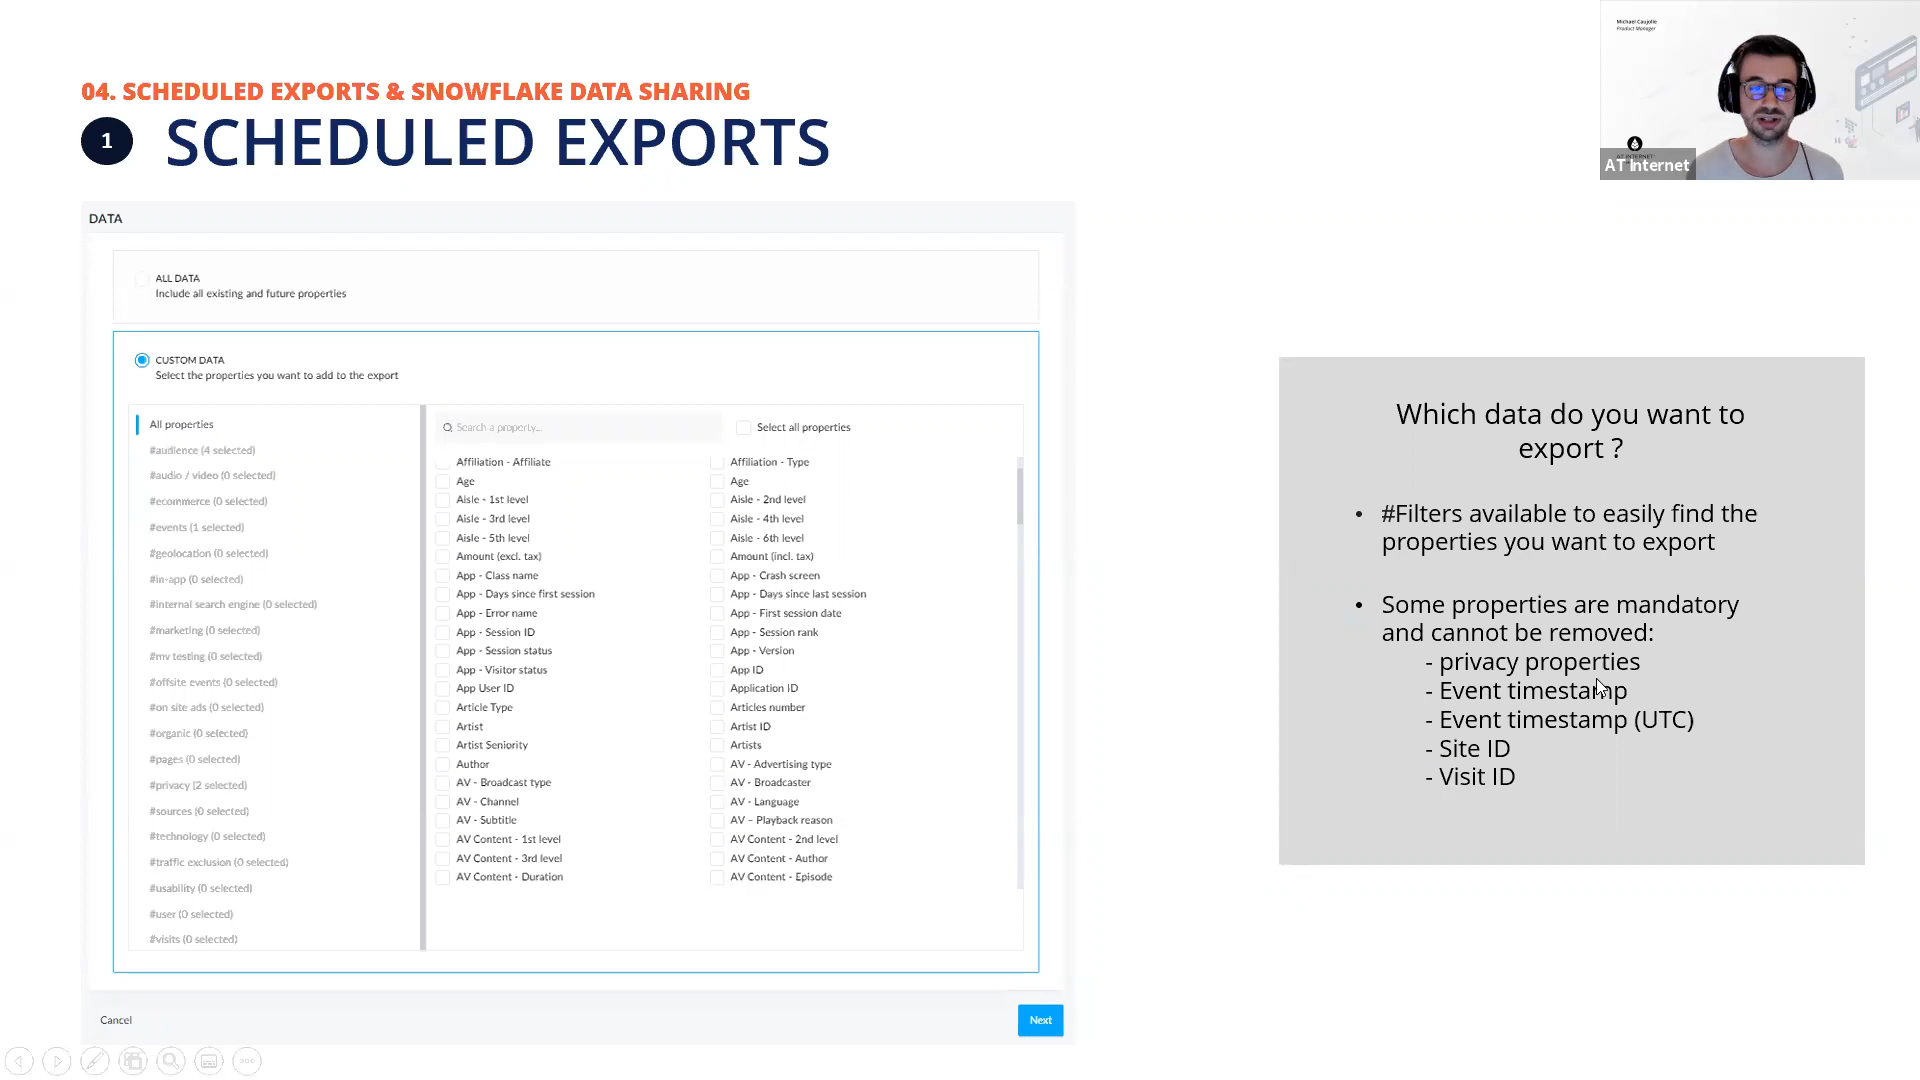 04. SCHEDULED EXPORTS & SNOWFLAKE DATA SHARING
1 SCHEDULED EXPORTS
Michael Caujolle
Product Manager
AT Internet
DATA
ALL DATA
Include all existing and future properties
CUSTOM DATA
Select the properties you want to add to the export
All properties
#audience (4 selected)
#audio / video (0 selected)
#ecommerce (0 selected)
#events (1 selected)
#geolocation (0 selected)
#in-app (0 selected)
#internal search engine (0 selected)
#marketing (0 selected)
#mv testing (0 selected)
#offsite events (0 selected)
#on site ads (0 selected)
#organic (0 selected)
#pages (0 selected)
#privacy (2 selected)
#sources (0 selected)
#technology (0 selected)
#traffic exclusion (0 selected)
#usability (0 selected)
#user (0 selected)
#visits (0 selected)
Search a property...
Select all properties
Affiliation - Affiliate
Affiliation - Type
Age
Age
Aisle - 1st level
Aisle - 2nd level
Aisle - 3rd level
Aisle - 4th level
Aisle - 5th level
Aisle - 6th level
Amount (excl. tax)
Amount (incl. tax)
App - Class name
App - Crash screen
App - Days since first session
App - Days since last session
App - Error name
App - First session date
App - Session ID
App - Session rank
App - Session status
App - Version
App - Visitor status
App ID
App User ID
Application ID
Article Type
Articles number
Artist
Artist ID
Artist Seniority
Artists
Author
AV - Advertising type
AV - Broadcast type
AV - Broadcaster
AV - Channel
AV - Language
AV - Subtitle
AV – Playback reason
AV Content - 1st level
AV Content - 2nd level
AV Content - 3rd level
AV Content - Author
AV Content - Duration
AV Content - Episode
Cancel
Next
Which data do you want to
export ?
• #Filters available to easily find the
properties you want to export
• Some properties are mandatory
and cannot be removed:
- privacy properties
- Event timestamp
- Event timestamp (UTC)
- Site ID
- Visit ID